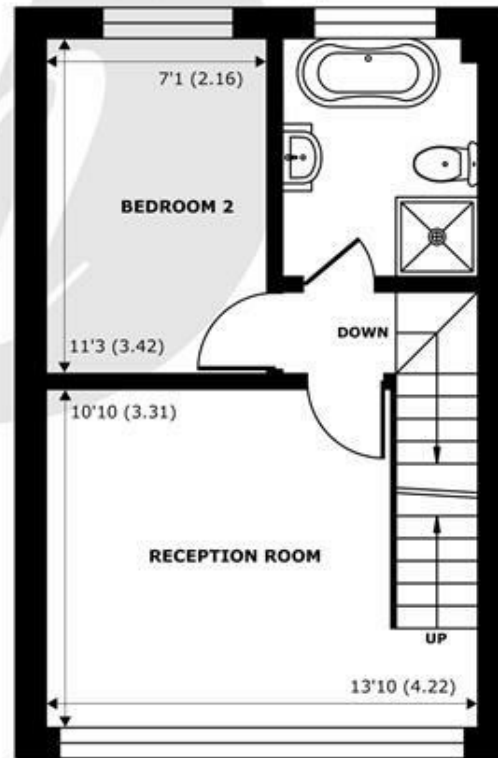 7'1 (2.16)
BEDROOM 2
DOWN
11'3 (3.42)
10'10 (3.31)
RECEPTION ROOM
UP
13'10 (4.22)